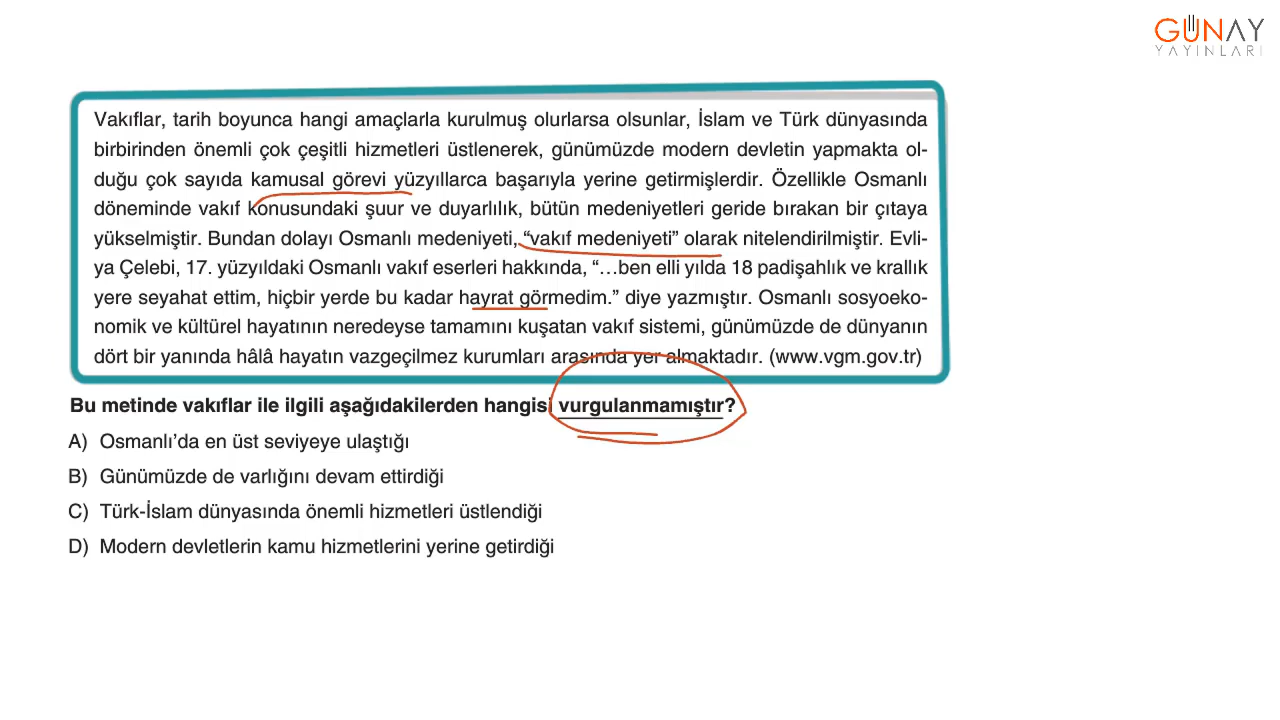 GÜNAY
YAYINLARI
Vakıflar, tarih boyunca hangi amaçlarla kurulmuş olurlarsa olsunlar, İslam ve Türk dünyasında
birbirinden önemli çok çeşitli hizmetleri üstlenerek, günümüzde modern devletin yapmakta ol-
duğu çok sayıda kamusal görevi yüzyıllarca başarıyla yerine getirmişlerdir. Özellikle Osmanlı
döneminde vakıf konusundaki şuur ve duyarlılık, bütün medeniyetleri geride bırakan bir çıtaya
yükselmiştir. Bundan dolayı Osmanlı medeniyeti, “vakıf medeniyeti” olarak nitelendirilmiştir. Evli-
ya Çelebi, 17. yüzyıldaki Osmanlı vakıf eserleri hakkında, “…ben elli yılda 18 padişahlık ve krallık
yere seyahat ettim, hiçbir yerde bu kadar hayrat görmedim.” diye yazmıştır. Osmanlı sosyoeko-
nomik ve kültürel hayatının neredeyse tamamını kuşatan vakıf sistemi, günümüzde de dünyanın
dört bir yanında hâlâ hayatın vazgeçilmez kurumları arasında yer almaktadır. (www.vgm.gov.tr)
Bu metinde vakıflar ile ilgili aşağıdakilerden hangisi vurgulanmamıştır?
A) Osmanlı’da en üst seviyeye ulaştığı
B) Günümüzde de varlığını devam ettirdiği
C) Türk-İslam dünyasında önemli hizmetleri üstlendiği
D) Modern devletlerin kamu hizmetlerini yerine getirdiği